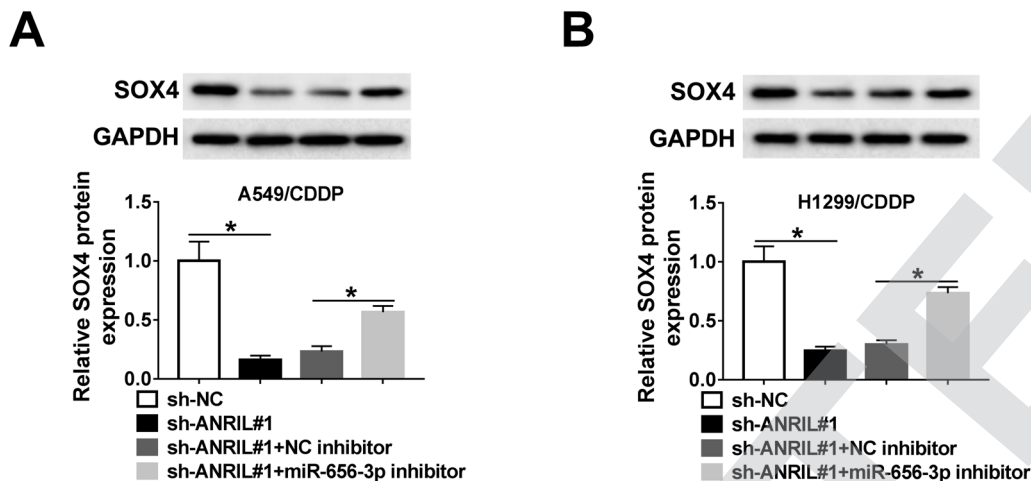 A
SOX4
GAPDH
A549/CDDP
Relative SOX4 protein
expression
1.5
1.0
0.5
0.0
*
*
sh-NC
sh-ANRIL#1
sh-ANRIL#1+NC inhibitor
sh-ANRIL#1+miR-656-3p inhibitor
B
SOX4
GAPDH
H1299/CDDP
Relative SOX4 protein
expression
1.5
1.0
0.5
0.0
*
*
sh-NC
sh-ANRIL#1
sh-ANRIL#1+NC inhibitor
sh-ANRIL#1+miR-656-3p inhibitor